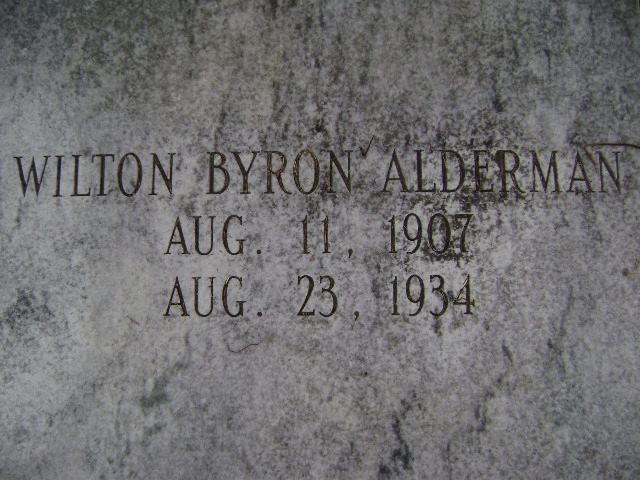 WILTON BYRON ALDERMAN
AUG. 11, 1907
AUG. 23, 1934